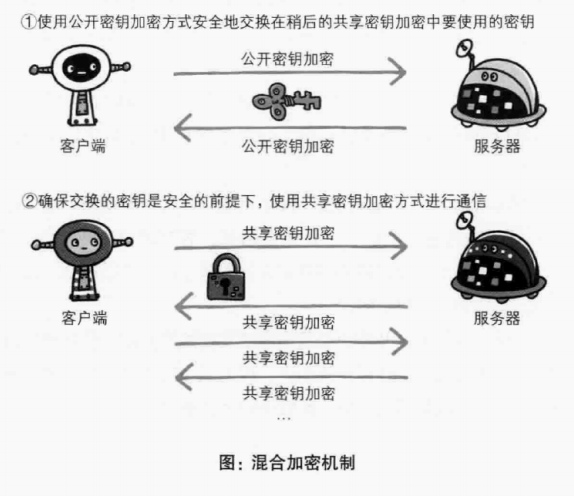 ①使用公开密钥加密方式安全地交换在稍后的共享密钥加密中要使用的密钥
公开密钥加密
客户端
公开密钥加密
服务器
②确保交换的密钥是安全的前提下，使用共享密钥加密方式进行通信
共享密钥加密
客户端
共享密钥加密
服务器
共享密钥加密
共享密钥加密
…
图：混合加密机制